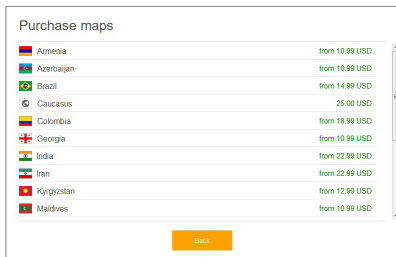 Purchase maps
Armenia from 10.99 USD
Azerbaijan from 10.99 USD
Brazil from 14.99 USD
Caucasus 25.00 USD
Colombia from 18.99 USD
Georgia from 10.99 USD
India from 22.99 USD
Iran from 22.99 USD
Kyrgyzstan from 12.99 USD
Maldives from 10.99 USD
Back